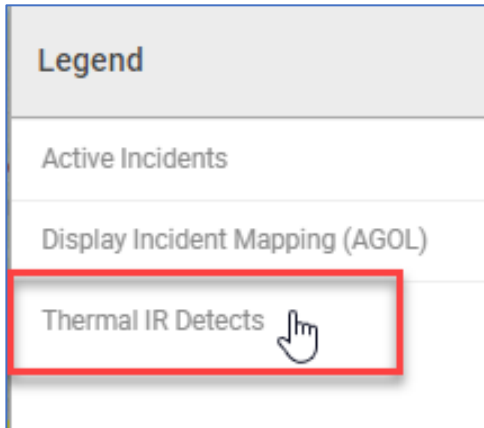 Legend
Active Incidents
Display Incident Mapping (AGOL)
Thermal IR Detects